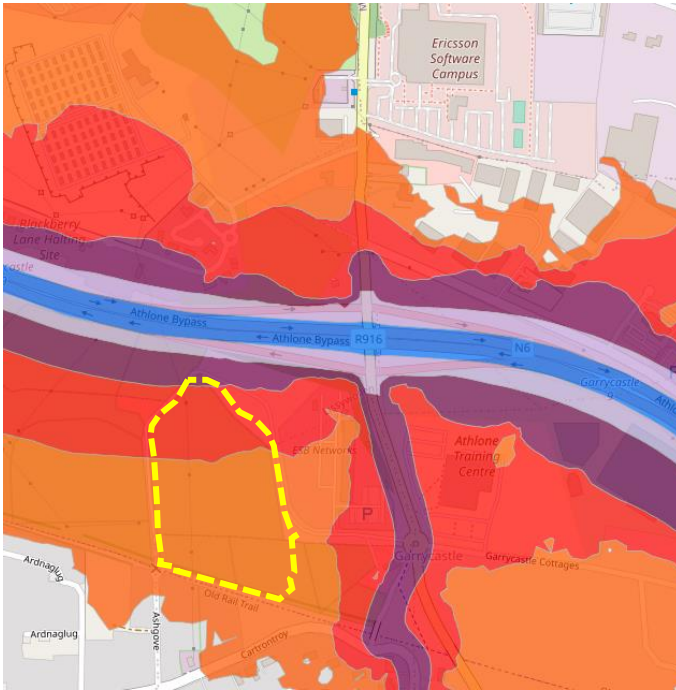 Ericsson
Software
Campus
Blackberry
Lane Halting
Site
Athlone Bypass
Athlone Bypass
R916
N6
Garrycastle
9
ESB Networks
Athlone
Training
Centre
P
Garrycastle
Garrycastle Cottages
Ardnaglug
Old Rail Trail
Ashgove
Ardnaglug
Cartrontroy